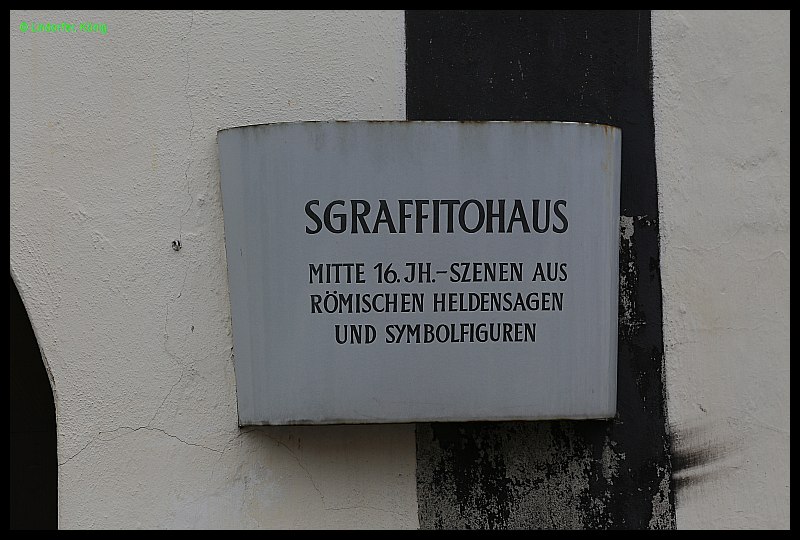 SGRAFFITOHAUS
MITTE 16. JH.-SZENEN AUS
RÖMISCHEN HELDENSAGEN
UND SYMBOLFIGUREN